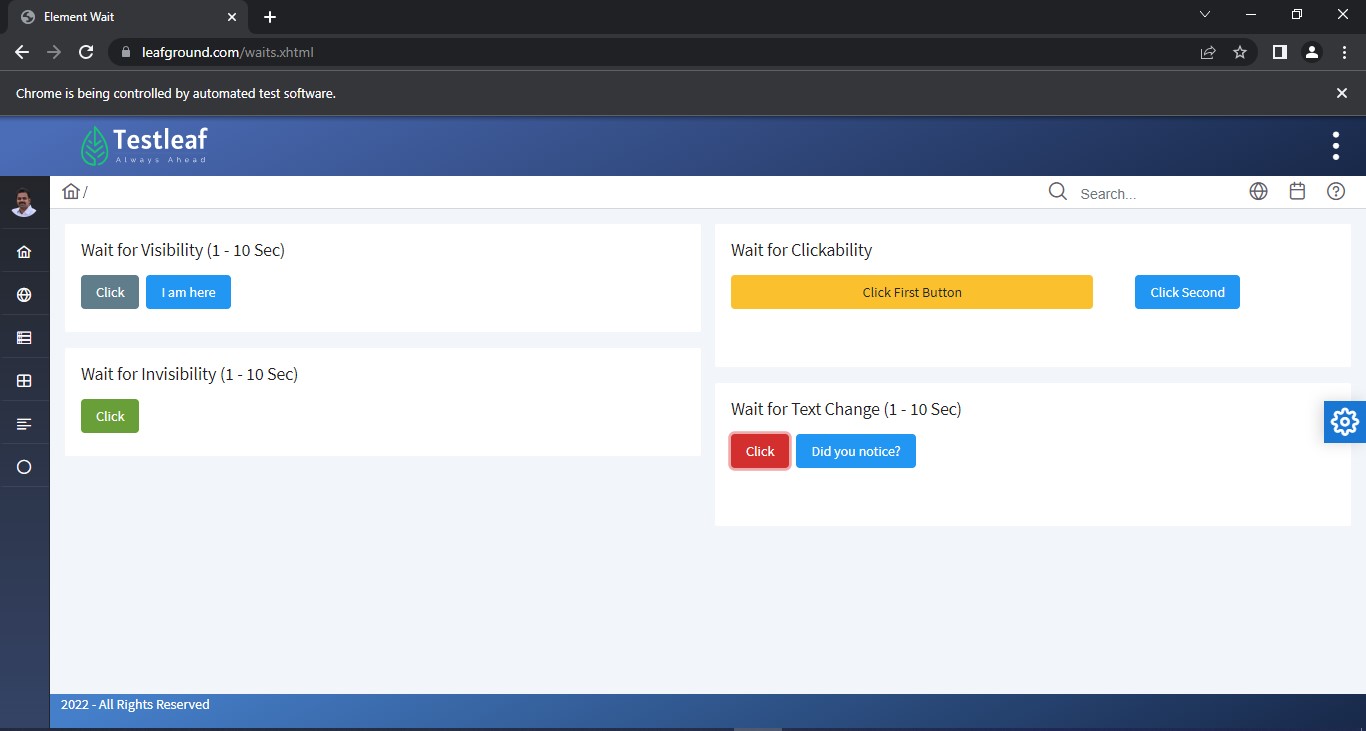 Element Wait
leafground.com/waits.xhtml
Chrome is being controlled by automated test software.
Testleaf
Always Ahead
/
Search...
Wait for Visibility (1 - 10 Sec)
Click
I am here
Wait for Clickability
Click First Button
Click Second
Wait for Invisibility (1 - 10 Sec)
Click
Wait for Text Change (1 - 10 Sec)
Click
Did you notice?
2022 - All Rights Reserved